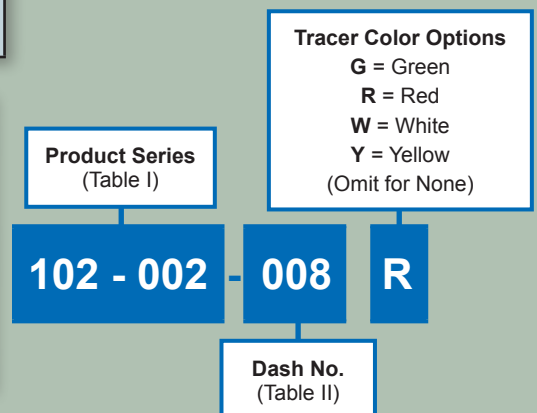 Tracer Color Options
G = Green
R = Red
W = White
Y = Yellow
(Omit for None)
Product Series
(Table I)
102 - 002 - 008 R
Dash No.
(Table II)